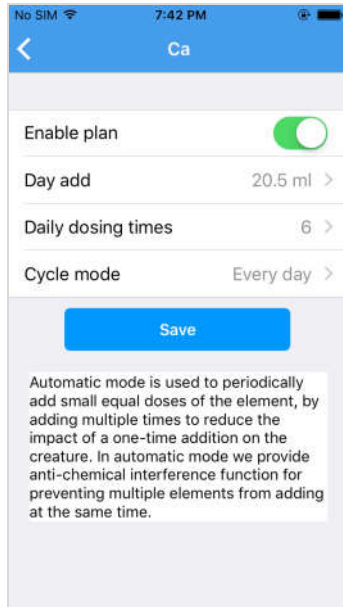 No SIM 7:42 PM
Ca
Enable plan
Day add 20.5 ml
Daily dosing times 6
Cycle mode Every day
Save
Automatic mode is used to periodically
add small equal doses of the element, by
adding multiple times to reduce the
impact of a one-time addition on the
creature. In automatic mode we provide
anti-chemical interference function for
preventing multiple elements from adding
at the same time.